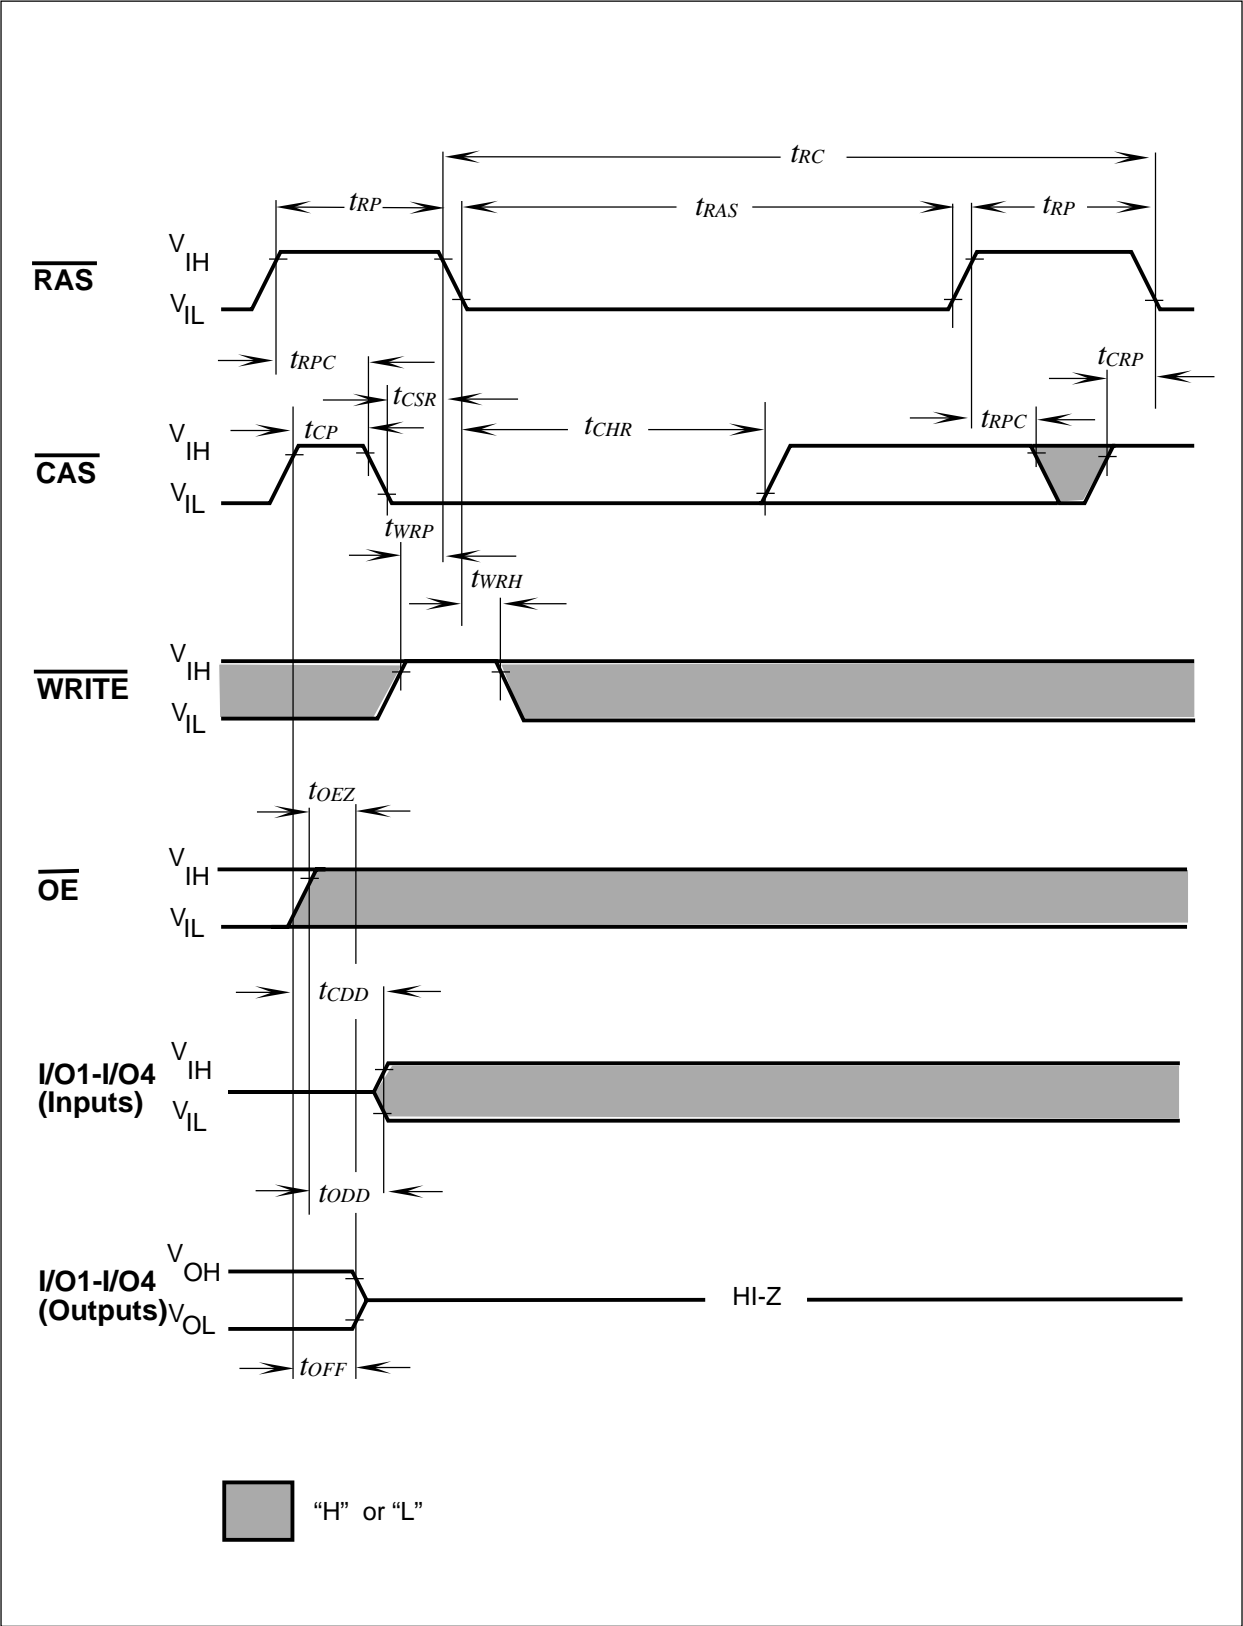 tRC
tRP
tRAS
tRP
RAS
VIH
VIL
tRPC
tCRP
tCSR
tCP
tCHR
tRPC
CAS
VIH
VIL
tWRP
tWRH
WRITE
VIH
VIL
tOEZ
OE
VIH
VIL
tCDD
I/O1-I/O4
(Inputs)
VIH
VIL
tODD
I/O1-I/O4
(Outputs)
VOH
VOL
HI-Z
tOFF
“H” or “L”